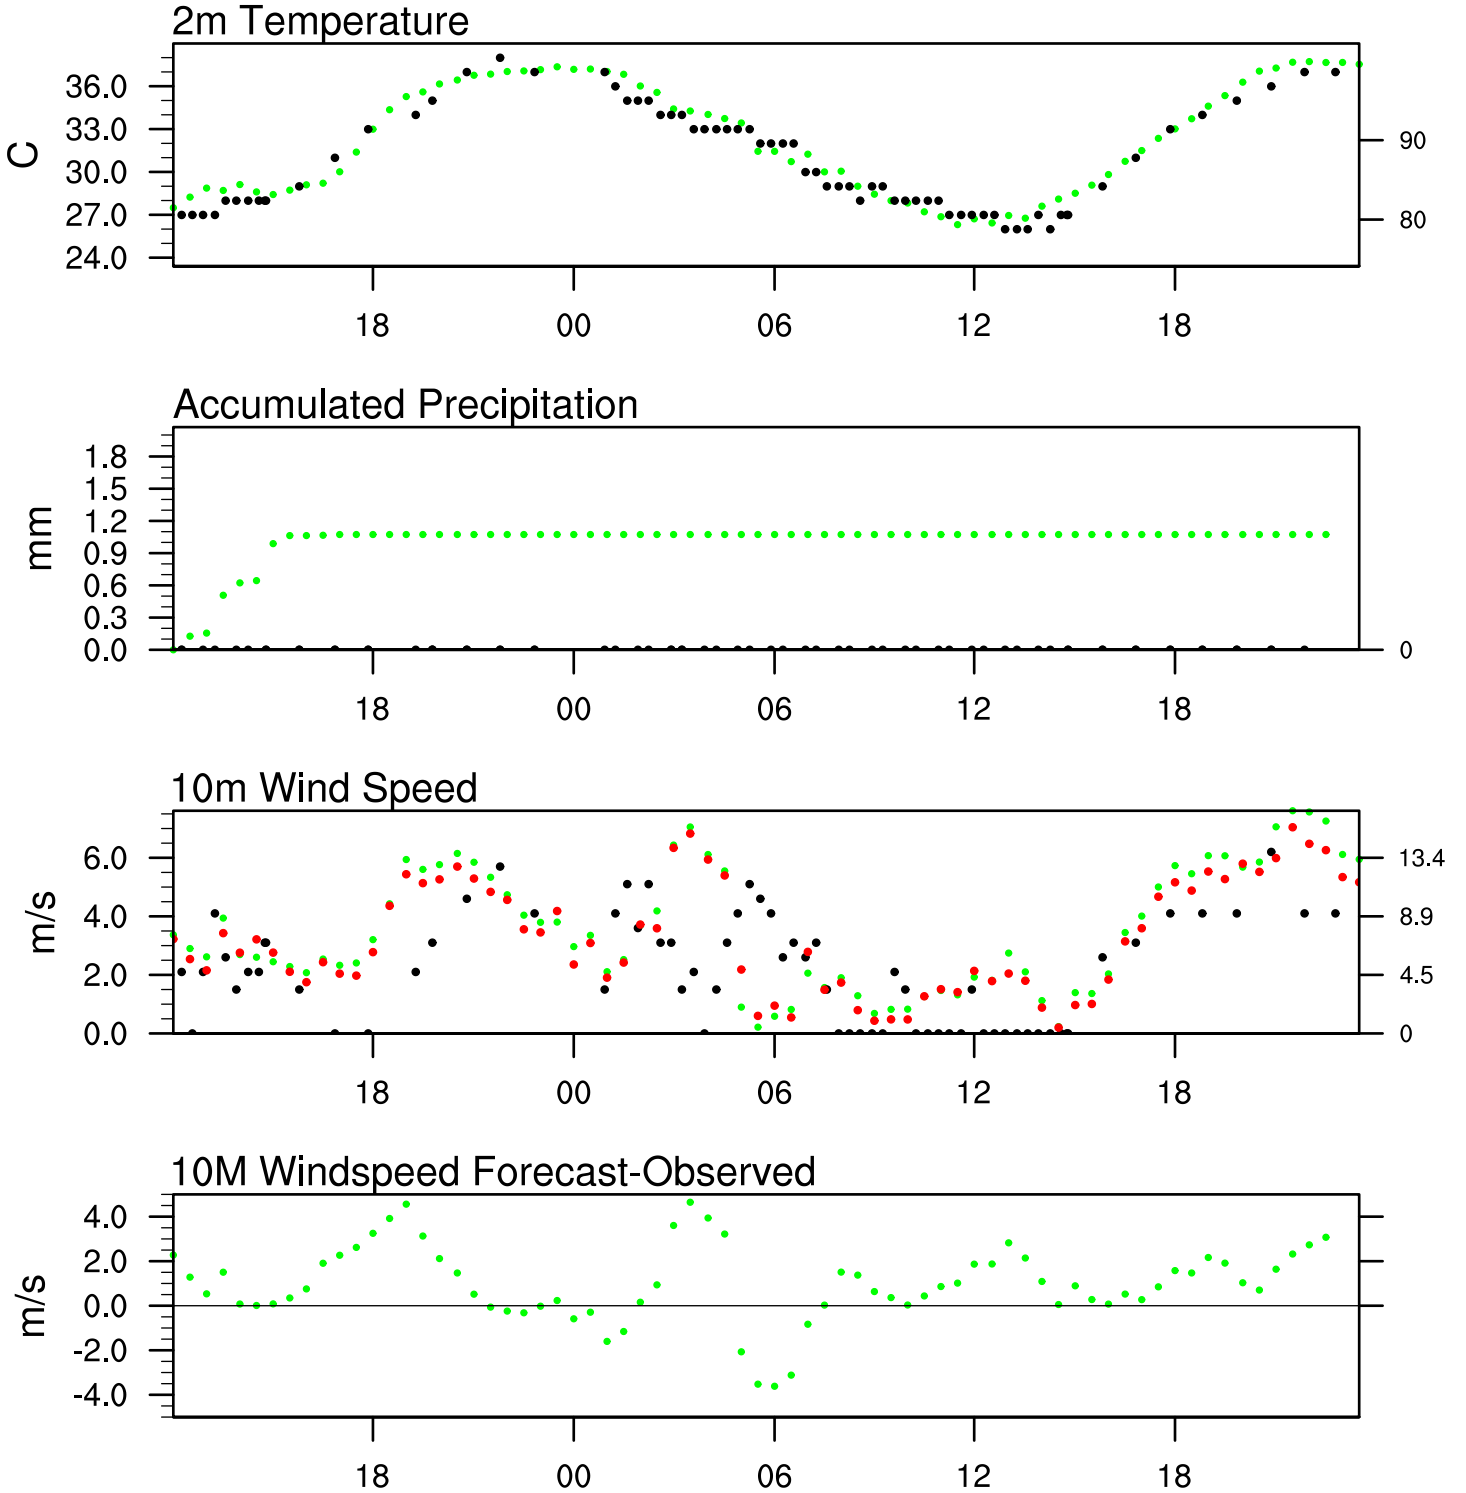 2m Temperature
C
36.0
33.0
30.0
27.0
24.0
90
80
18 00 06 12 18
Accumulated Precipitation
mm
1.8
1.5
1.2
0.9
0.6
0.3
0.0
0
18 00 06 12 18
10m Wind Speed
m/s
6.0
4.0
2.0
0.0
13.4
8.9
4.5
0
18 00 06 12 18
10M Windspeed Forecast-Observed
m/s
4.0
2.0
0.0
-2.0
-4.0
18 00 06 12 18